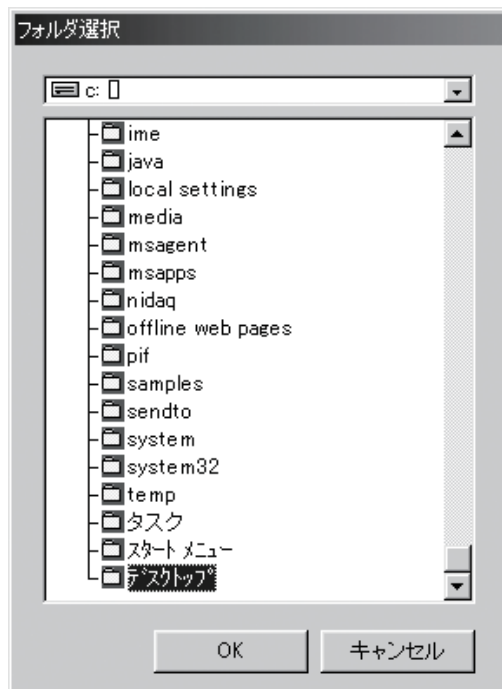 フォルダ選択
c: []
ime
java
local settings
media
msagent
msapps
nidaq
offline web pages
pif
samples
sendto
system
system32
temp
タスク
スタート メニュー
デスクトップ
OK
キャンセル